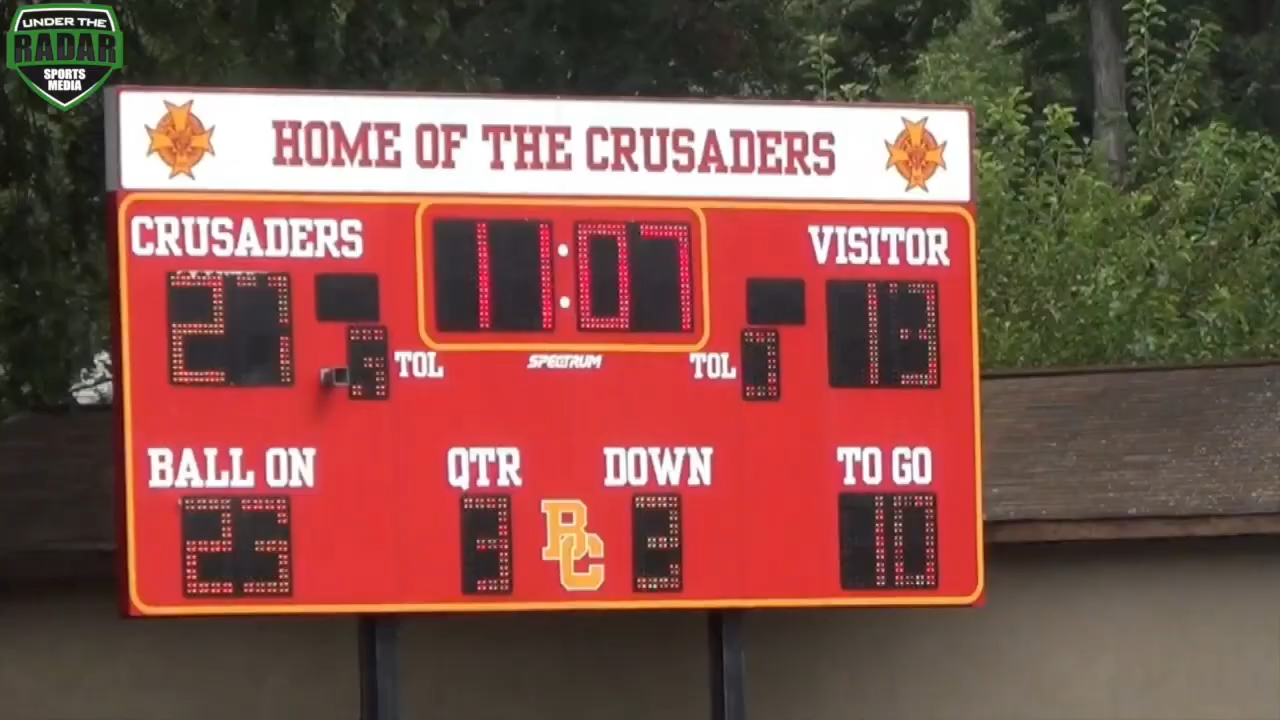 UNDER THE
RADAR
SPORTS
MEDIA
HOME OF THE CRUSADERS
CRUSADERS
11:07
VISITOR
27
13
3 TOL
SPECTRUM
TOL
BALL ON
QTR
DOWN
TO GO
25
3
BC
2
10